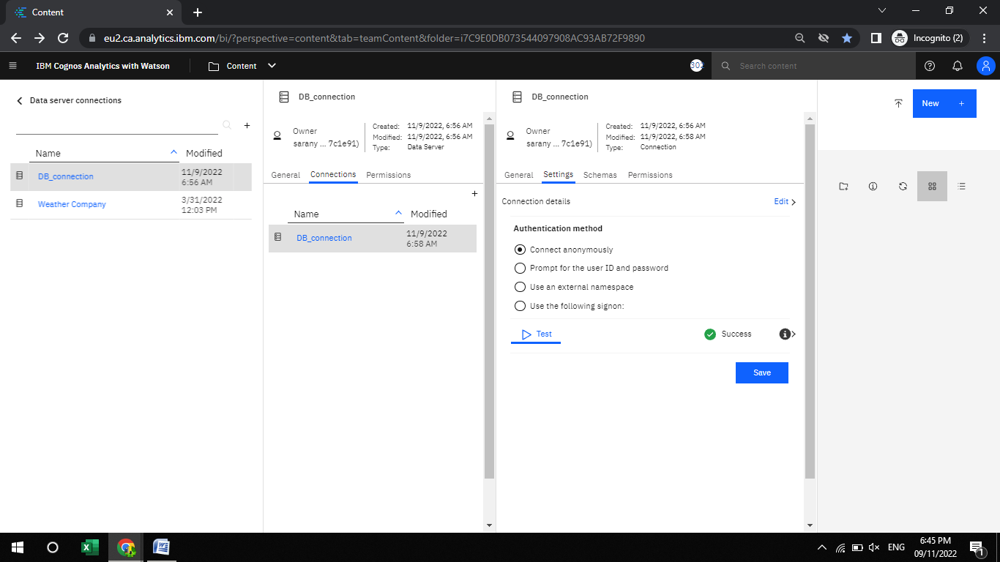 Content
eu2.ca.analytics.ibm.com/bi/?perspective=content&tab=teamContent&folder=i7C9E0DB073544097908AC93AB72F9890
Incognito (2)
IBM Cognos Analytics with Watson
Content
302
Search content
Data server connections
Name
Modified
DB_connection
11/9/2022
6:56 AM
Weather Company
3/31/2022
12:03 PM
DB_connection
Owner
sarany ... 7c1e91)
Created: 11/9/2022, 6:56 AM
Modified: 11/9/2022, 6:56 AM
Type: Data Server
General Connections Permissions
Name
Modified
DB_connection
11/9/2022
6:58 AM
DB_connection
Owner
sarany ... 7c1e91)
Created: 11/9/2022, 6:56 AM
Modified: 11/9/2022, 6:58 AM
Type: Connection
General Settings Schemas Permissions
Connection details
Edit
Authentication method
Connect anonymously
Prompt for the user ID and password
Use an external namespace
Use the following signon:
Test
Success
Save
New +
ENG
6:45 PM
09/11/2022
1